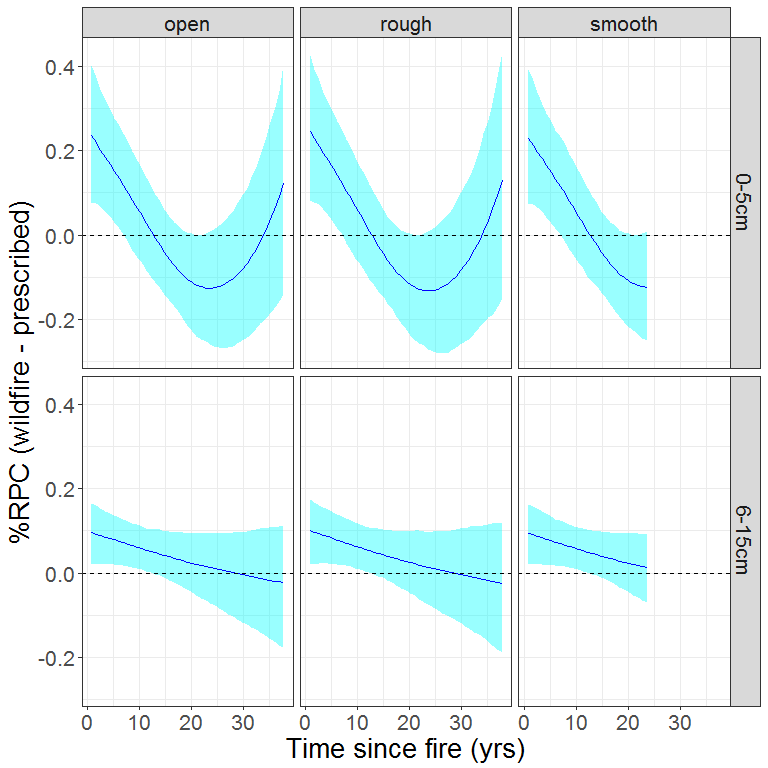 open rough smooth
0.4
0.2
0.0
-0.2
0-5cm
0.4
0.2
0.0
-0.2
6-15cm
%RPC (wildfire - prescribed)
0 10 20 30 0 10 20 30 0 10 20 30
Time since fire (yrs)